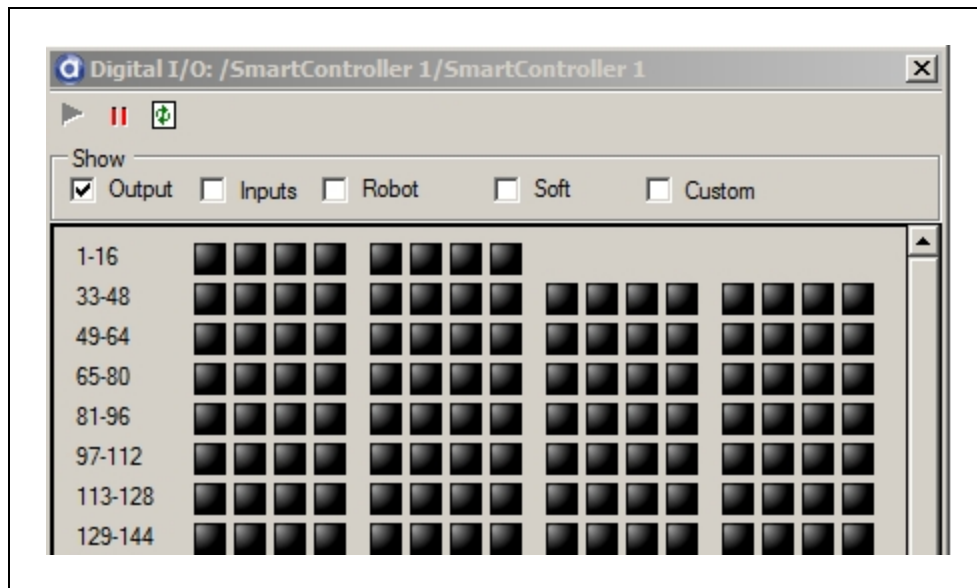 Digital I/O: /SmartController 1/SmartController 1
Show
Output Inputs Robot Soft Custom
1-16
33-48
49-64
65-80
81-96
97-112
113-128
129-144